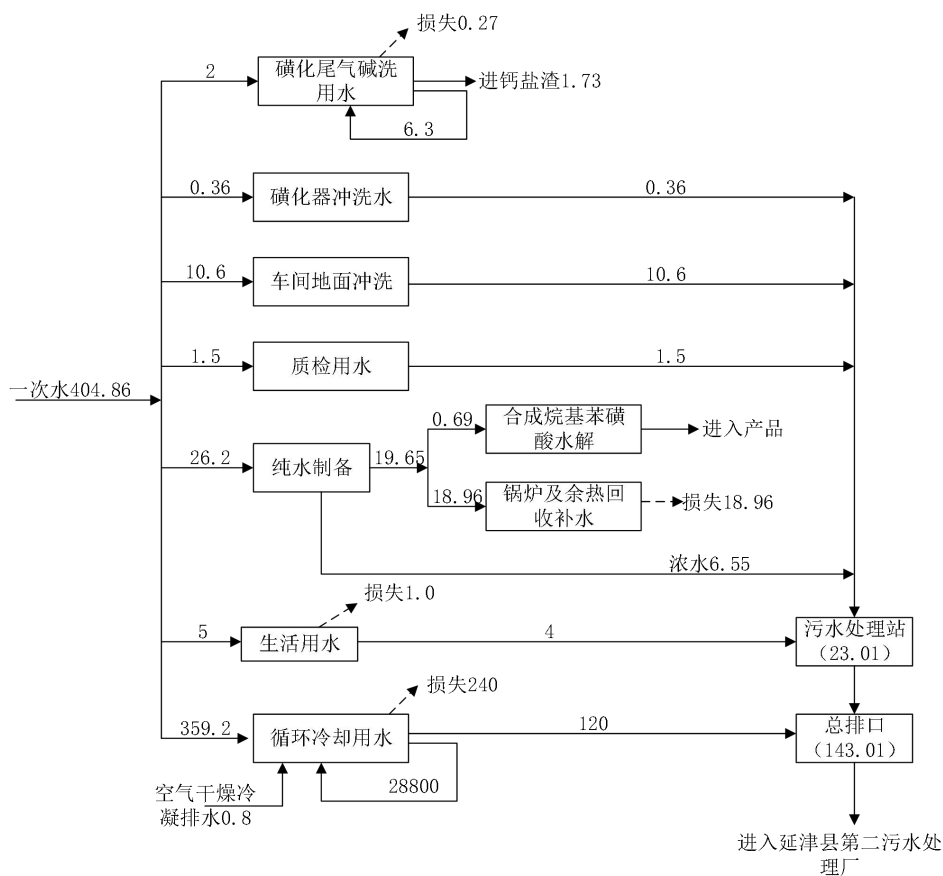 损失0.27
2
磺化尾气碱洗
用水
进钙盐渣1.73
6.3
0.36
磺化器冲洗水
0.36
10.6
车间地面冲洗
10.6
1.5
质检用水
1.5
一次水404.86
26.2
纯水制备
19.65
0.69
合成烷基苯磺
酸水解
进入产品
18.96
锅炉及余热回
收补水
损失18.96
浓水6.55
损失1.0
5
生活用水
4
污水处理站
（23.01）
损失240
359.2
循环冷却用水
120
总排口
（143.01）
28800
空气干燥冷
凝排水0.8
进入延津县第二污水处
理厂